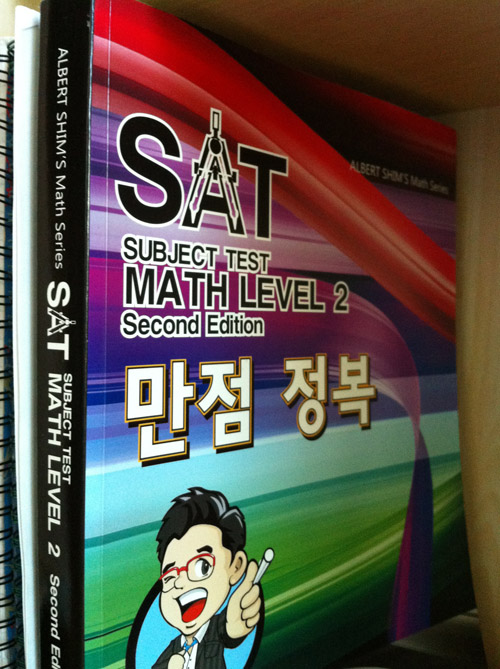 ALBERT SHIM'S Math Series
SAT
SUBJECT TEST
MATH LEVEL 2
Second Edition
만점 정복
ALBERT SHIM'S Math Series
SAT
SUBJECT TEST
MATH LEVEL 2
Second Edi